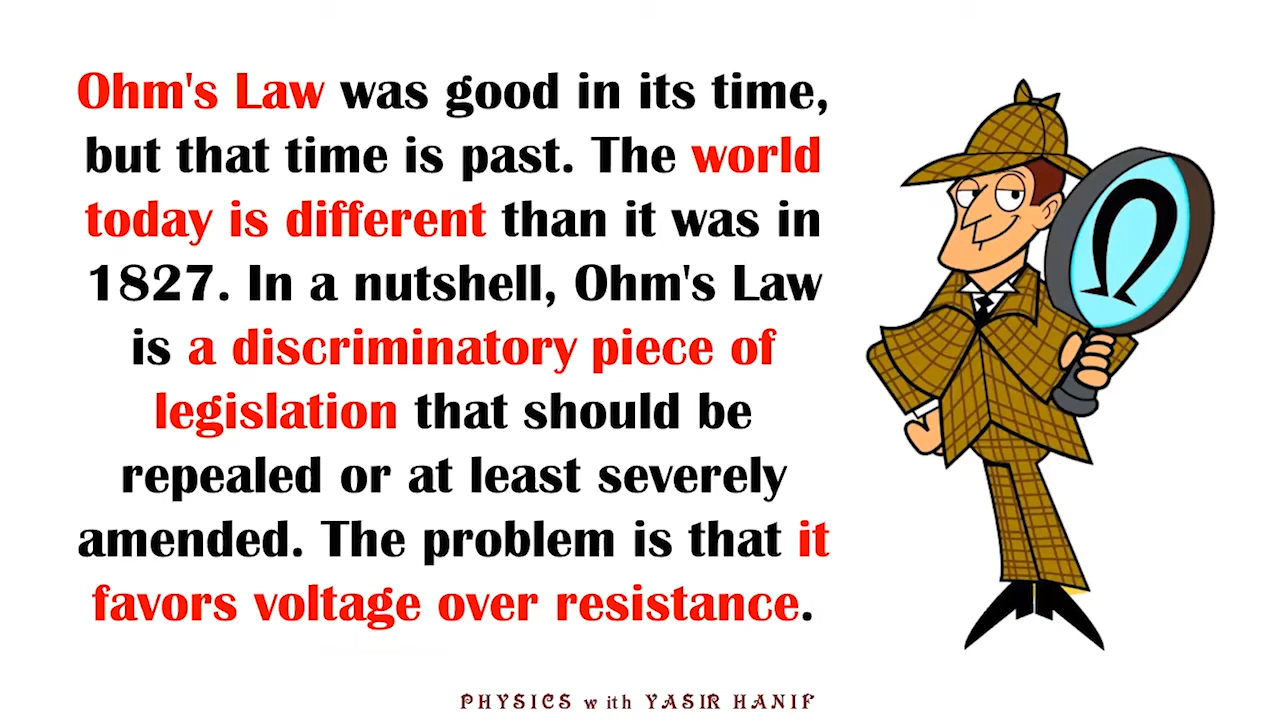 Ohm's Law was good in its time,
but that time is past. The world
today is different than it was in
1827. In a nutshell, Ohm's Law
is a discriminatory piece of
legislation that should be
repealed or at least severely
amended. The problem is that it
favors voltage over resistance.
Ω
PHYSICS with YASIR HANIF